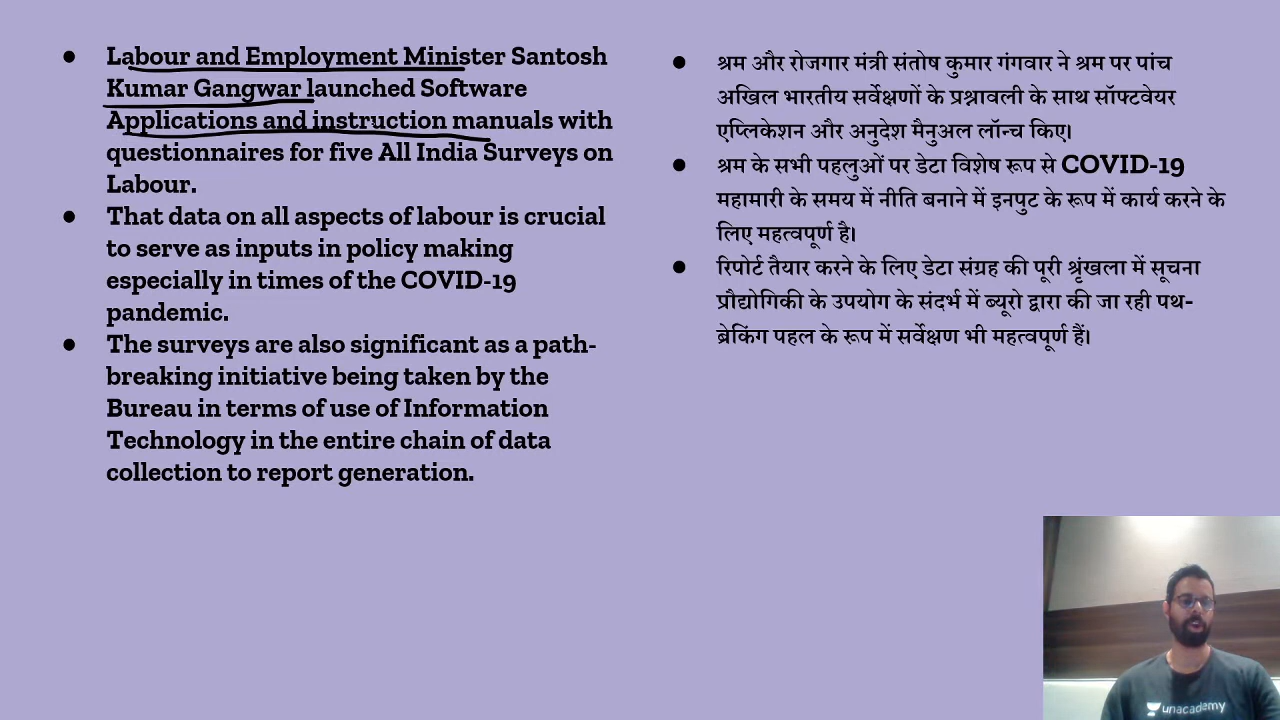 ● Labour and Employment Minister Santosh
Kumar Gangwar launched Software
Applications and instruction manuals with
questionnaires for five All India Surveys on
Labour.
● That data on all aspects of labour is crucial
to serve as inputs in policy making
especially in times of the COVID-19
pandemic.
● The surveys are also significant as a path-
breaking initiative being taken by the
Bureau in terms of use of Information
Technology in the entire chain of data
collection to report generation.
● श्रम और रोजगार मंत्री संतोष कुमार गंगवार ने श्रम पर पांच
अखिल भारतीय सर्वेक्षणों के प्रश्नावली के साथ सॉफ्टवेयर
एप्लिकेशन और अनुदेश मैनुअल लॉन्च किए।
● श्रम के सभी पहलुओं पर डेटा विशेष रूप से COVID-19
महामारी के समय में नीति बनाने में इनपुट के रूप में कार्य करने के
लिए महत्वपूर्ण है।
● रिपोर्ट तैयार करने के लिए डेटा संग्रह की पूरी श्रृंखला में सूचना
प्रौद्योगिकी के उपयोग के संदर्भ में ब्यूरो द्वारा की जा रही पथ-
ब्रेकिंग पहल के रूप में सर्वेक्षण भी महत्वपूर्ण हैं।
unacademy